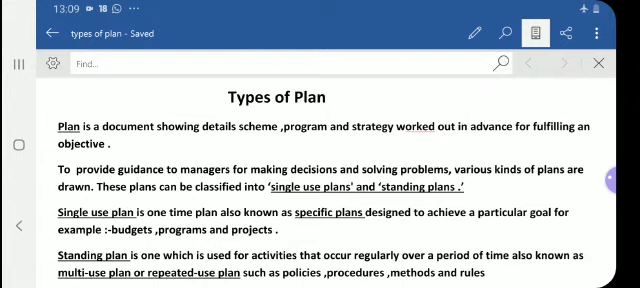 13:09 18
types of plan - Saved
Find...
Types of Plan
Plan is a document showing details scheme ,program and strategy worked out in advance for fulfilling an
objective .
To provide guidance to managers for making decisions and solving problems, various kinds of plans are
drawn. These plans can be classified into ‘single use plans' and ‘standing plans .’
Single use plan is one time plan also known as specific plans designed to achieve a particular goal for
example :-budgets ,programs and projects .
Standing plan is one which is used for activities that occur regularly over a period of time also known as
multi-use plan or repeated-use plan such as policies ,procedures ,methods and rules